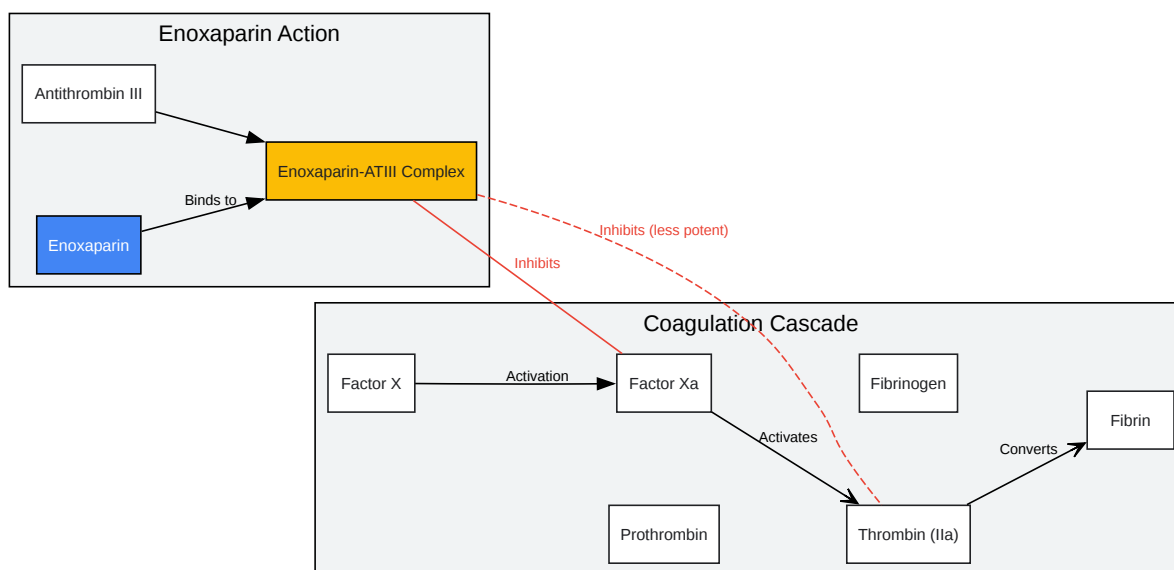 Enoxaparin Action
Antithrombin III
Enoxaparin-ATIII Complex
Binds to
Enoxaparin
Inhibits (less potent)
Inhibits
Coagulation Cascade
Factor X
Activation
Factor Xa
Fibrinogen
Fibrin
Activates
Converts
Prothrombin
Thrombin (IIa)